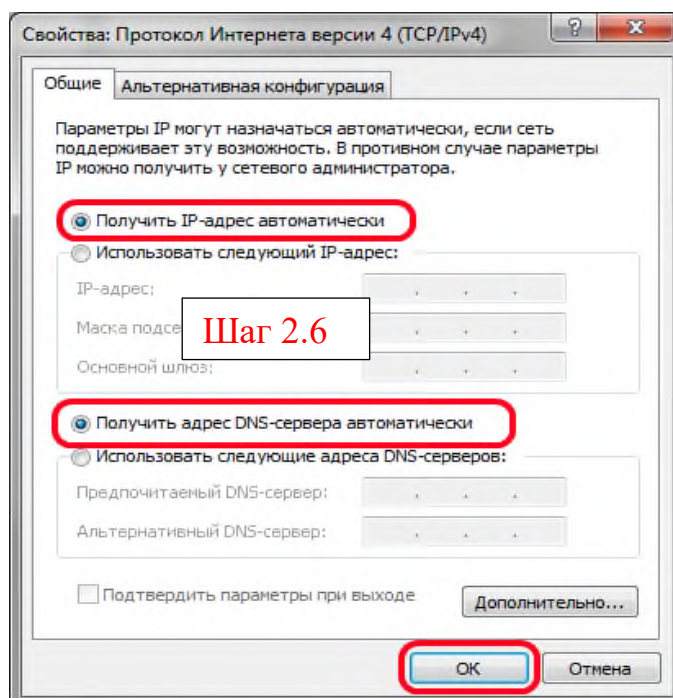 Свойства: Протокол Интернета версии 4 (TCP/IPv4)
Общие
Альтернативная конфигурация
Параметры IP могут назначаться автоматически, если сеть
поддерживает эту возможность. В противном случае параметры
IP можно получить у сетевого администратора.
Получить IP-адрес автоматически
Использовать следующий IP-адрес:
IP-адрес:
Маска подсе
Шаг 2.6
Основной шлюз:
Получить адрес DNS-сервера автоматически
Использовать следующие адреса DNS-серверов:
Предпочитаемый DNS-сервер:
Альтернативный DNS-сервер:
Подтвердить параметры при выходе
Дополнительно...
ОК
Отмена